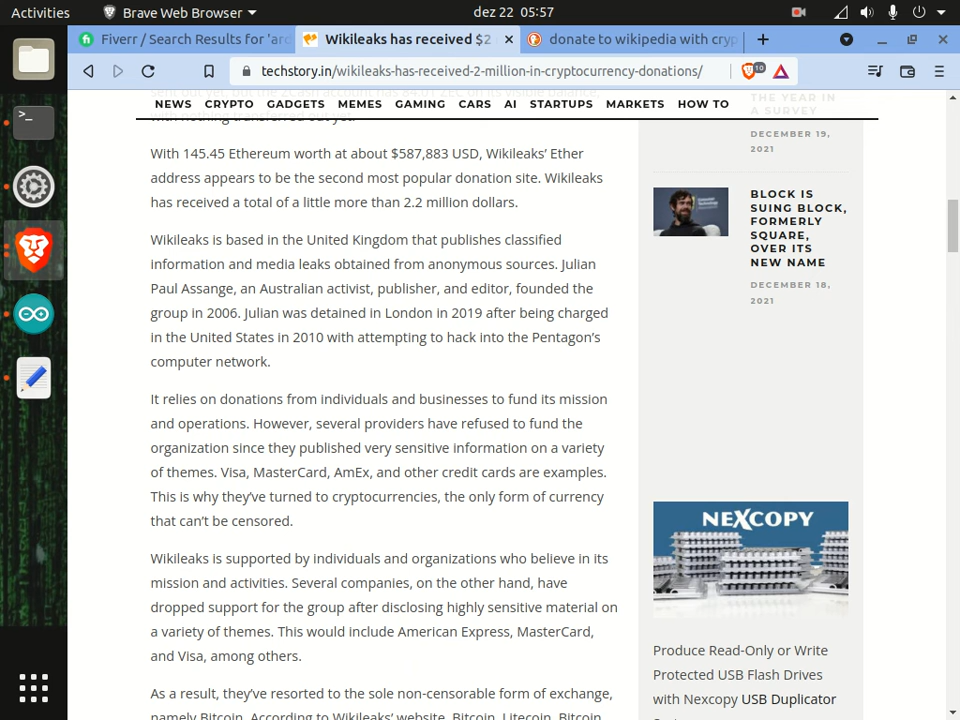 Activities
Brave Web Browser
dez 22 05:57
Fiverr / Search Results for 'ard
Wikileaks has received $2
donate to wikipedia with cryp
techstory.in/wikileaks-has-received-2-million-in-cryptocurrency-donations/
10
NEWS CRYPTO GADGETS MEMES GAMING CARS AI STARTUPS MARKETS HOW TO
With 145.45 Ethereum worth at about $587,883 USD, Wikileaks’ Ether
address appears to be the second most popular donation site. Wikileaks
has received a total of a little more than 2.2 million dollars.
Wikileaks is based in the United Kingdom that publishes classified
information and media leaks obtained from anonymous sources. Julian
Paul Assange, an Australian activist, publisher, and editor, founded the
group in 2006. Julian was detained in London in 2019 after being charged
in the United States in 2010 with attempting to hack into the Pentagon’s
computer network.
It relies on donations from individuals and businesses to fund its mission
and operations. However, several providers have refused to fund the
organization since they published very sensitive information on a variety
of themes. Visa, MasterCard, AmEx, and other credit cards are examples.
This is why they’ve turned to cryptocurrencies, the only form of currency
that can’t be censored.
Wikileaks is supported by individuals and organizations who believe in its
mission and activities. Several companies, on the other hand, have
dropped support for the group after disclosing highly sensitive material on
a variety of themes. This would include American Express, MasterCard,
and Visa, among others.
As a result, they’ve resorted to the sole non-censorable form of exchange,
namely Bitcoin. According to Wikileaks’ website, Bitcoin, Litecoin, Bitcoin
THE YEAR IN
A SURVEY
DECEMBER 19,
2021
BLOCK IS
SUING BLOCK,
FORMERLY
SQUARE,
OVER ITS
NEW NAME
DECEMBER 18,
2021
NEXCOPY
Produce Read-Only or Write
Protected USB Flash Drives
with Nexcopy USB Duplicator